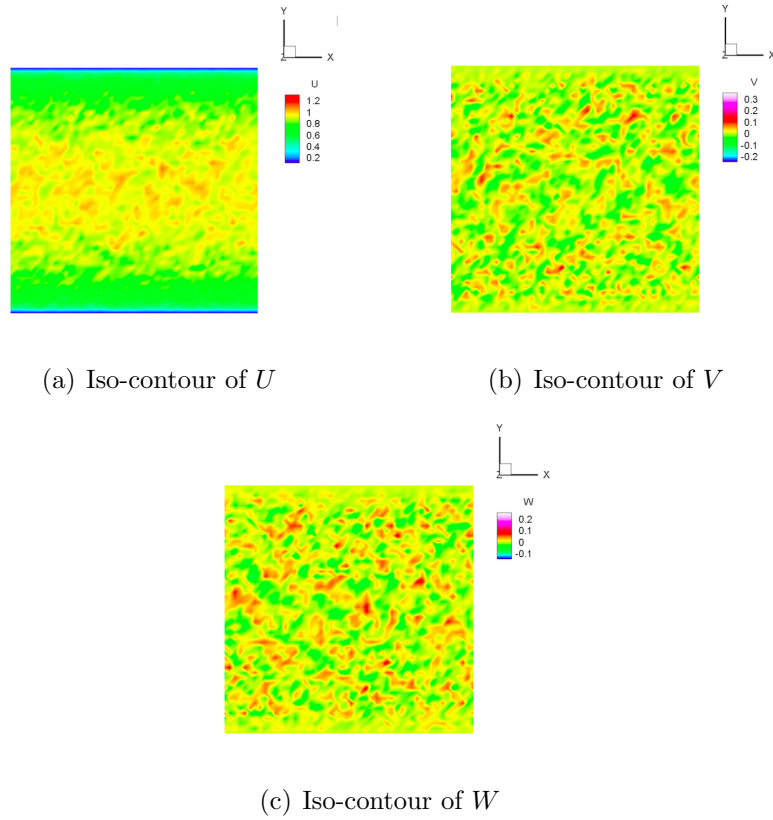 Y
Z X
U
1.2
1
0.8
0.6
0.4
0.2
(a) Iso-contour of U
Y
Z X
V
0.3
0.2
0.1
0
-0.1
-0.2
(b) Iso-contour of V
Y
Z X
W
0.2
0.1
0
-0.1
(c) Iso-contour of W